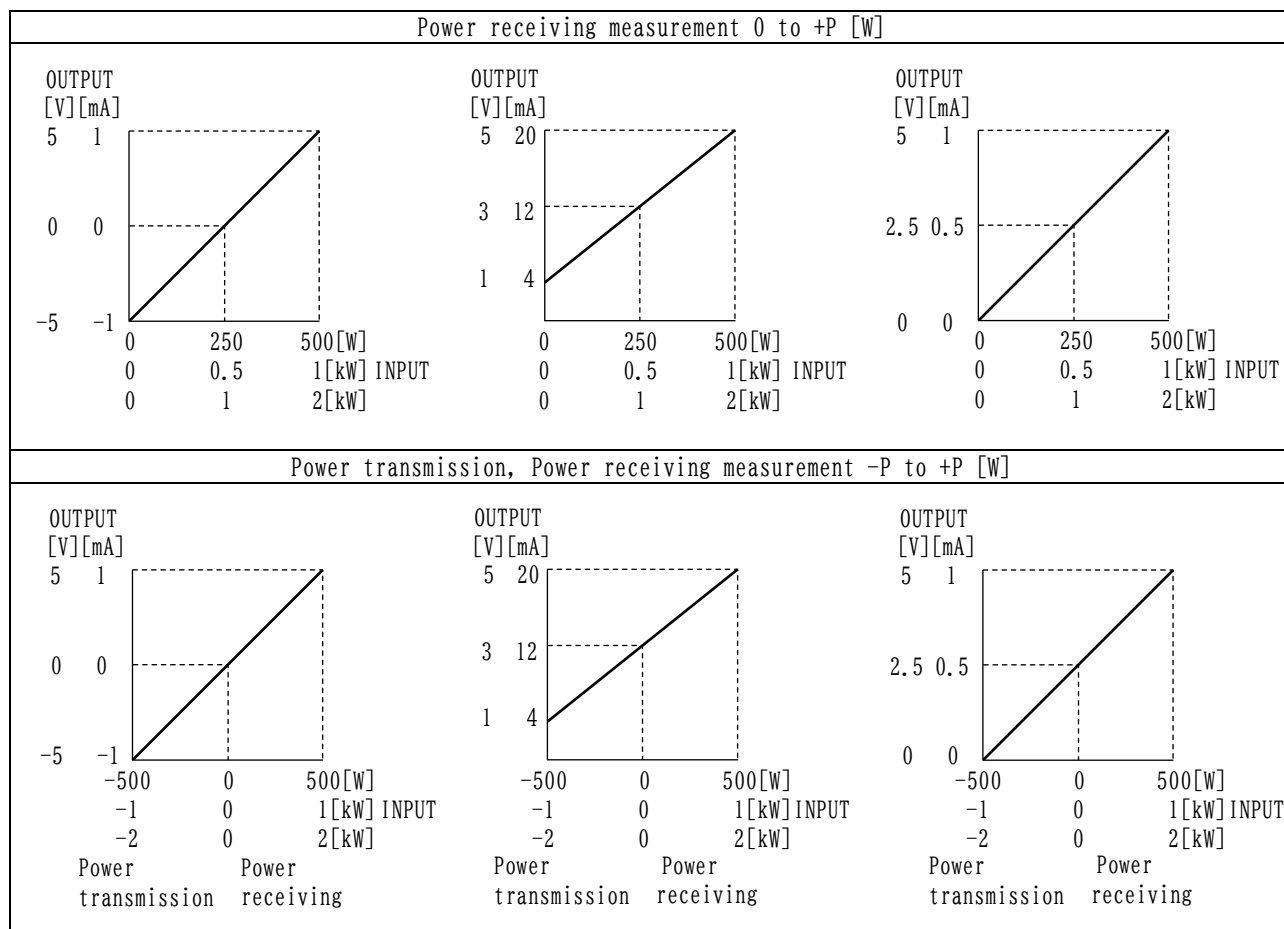 Power receiving measurement 0 to +P [W]
OUTPUT
[V][mA]
5 1
0 0
-5 -1
0 250 500[W]
0 0.5 1[kW] INPUT
0 1 2[kW]
OUTPUT
[V][mA]
5 20
3 12
1 4
0 250 500[W]
0 0.5 1[kW] INPUT
0 1 2[kW]
OUTPUT
[V][mA]
5 1
2.5 0.5
0 0
0 250 500[W]
0 0.5 1[kW] INPUT
0 1 2[kW]
Power transmission, Power receiving measurement -P to +P [W]
OUTPUT
[V][mA]
5 1
0 0
-5 -1
-500 0 500[W]
-1 0 1[kW] INPUT
-2 0 2[kW]
Power Power
transmission receiving
OUTPUT
[V][mA]
5 20
3 12
1 4
-500 0 500[W]
-1 0 1[kW] INPUT
-2 0 2[kW]
Power Power
transmission receiving
OUTPUT
[V][mA]
5 1
2.5 0.5
0 0
-500 0 500[W]
-1 0 1[kW] INPUT
-2 0 2[kW]
Power Power
transmission receiving